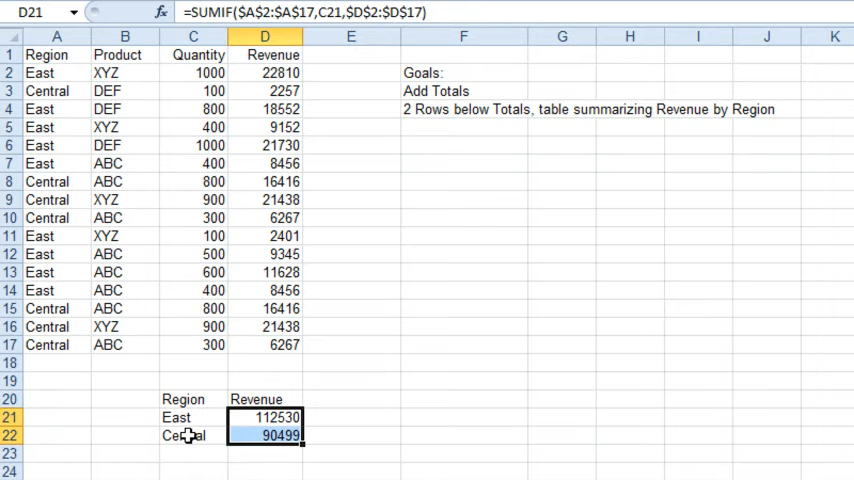 D21 fx =SUMIF($A$2:$A$17,C21,$D$2:$D$17)
A B C D E F G H I J K
1 Region Product Quantity Revenue
2 East XYZ 1000 22810 Goals:
3 Central DEF 100 2257 Add Totals
4 East DEF 800 18552 2 Rows below Totals, table summarizing Revenue by Region
5 East XYZ 400 9152
6 East DEF 1000 21730
7 East ABC 400 8456
8 Central ABC 800 16416
9 Central XYZ 900 21438
10 Central ABC 300 6267
11 East XYZ 100 2401
12 East ABC 500 9345
13 East ABC 600 11628
14 East ABC 400 8456
15 Central ABC 800 16416
16 Central XYZ 900 21438
17 Central ABC 300 6267
18
19
20 Region Revenue
21 East 112530
22 Central 90499
23
24